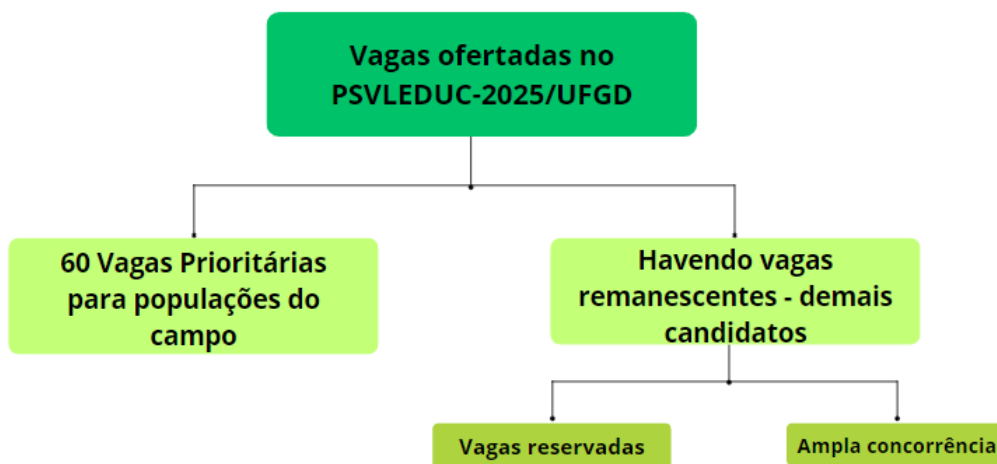 Vagas ofertadas no
PSVLEDUC-2025/UFGD
60 Vagas Prioritárias
para populações do
campo
Havendo vagas
remanescentes - demais
candidatos
Vagas reservadas
Ampla concorrência